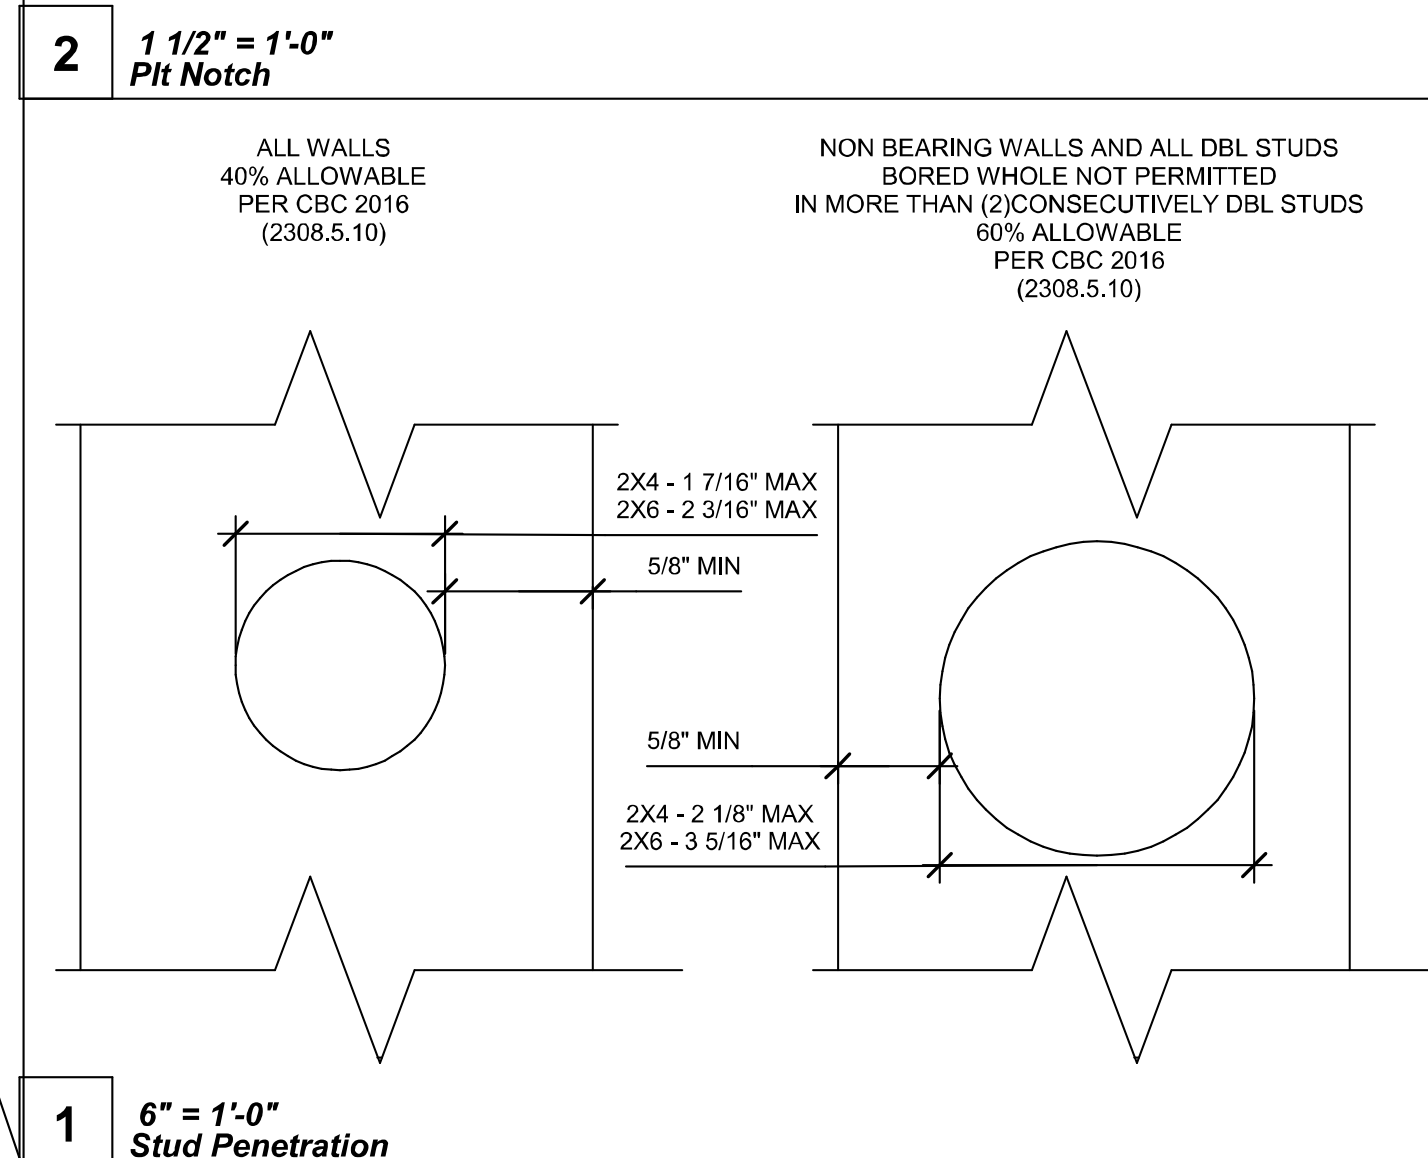 2
1 1/2" = 1'-0"
Plt Notch
ALL WALLS
40% ALLOWABLE
PER CBC 2016
(2308.5.10)
NON BEARING WALLS AND ALL DBL STUDS
BORED WHOLE NOT PERMITTED
IN MORE THAN (2)CONSECUTIVELY DBL STUDS
60% ALLOWABLE
PER CBC 2016
(2308.5.10)
2X4 - 1 7/16" MAX
2X6 - 2 3/16" MAX
5/8" MIN
5/8" MIN
2X4 - 2 1/8" MAX
2X6 - 3 5/16" MAX
1
6" = 1'-0"
Stud Penetration